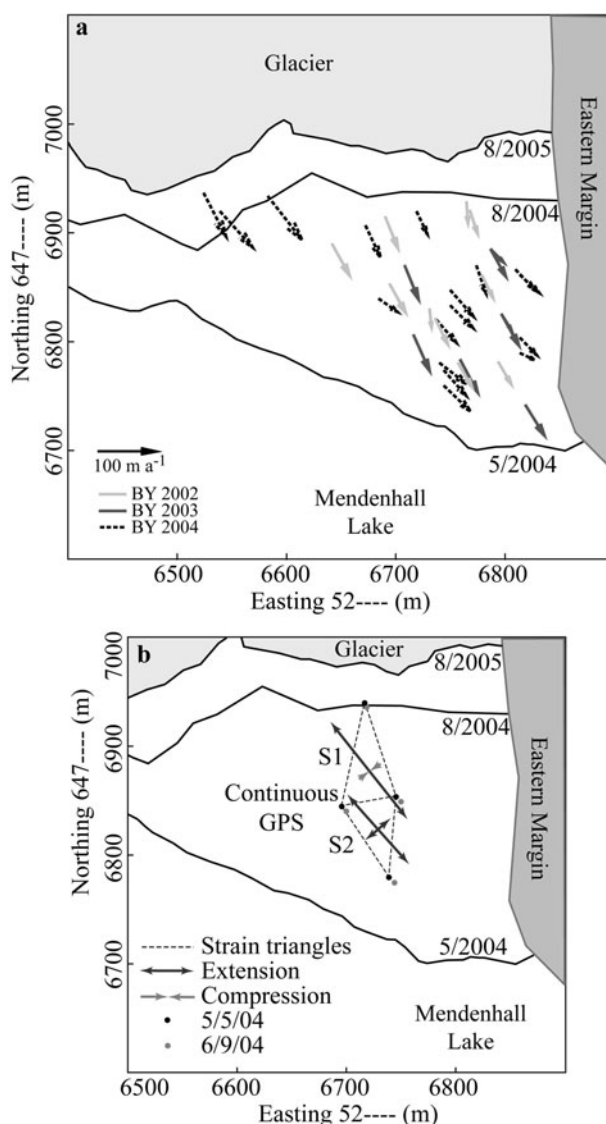 a
Glacier
Eastern Margin
8/2005
8/2004
5/2004
Northing 647---- (m)
7000
6900
6800
6700
100 m a⁻¹
BY 2002
BY 2003
BY 2004
Mendenhall
Lake
6500 6600 6700 6800
Easting 52---- (m)
b
Glacier
8/2005
8/2004
Eastern Margin
Northing 647---- (m)
7000
6900
6800
6700
S1
Continuous
GPS
S2
Strain triangles
Extension
Compression
5/5/04
6/9/04
5/2004
Mendenhall
Lake
6500 6600 6700 6800
Easting 52---- (m)